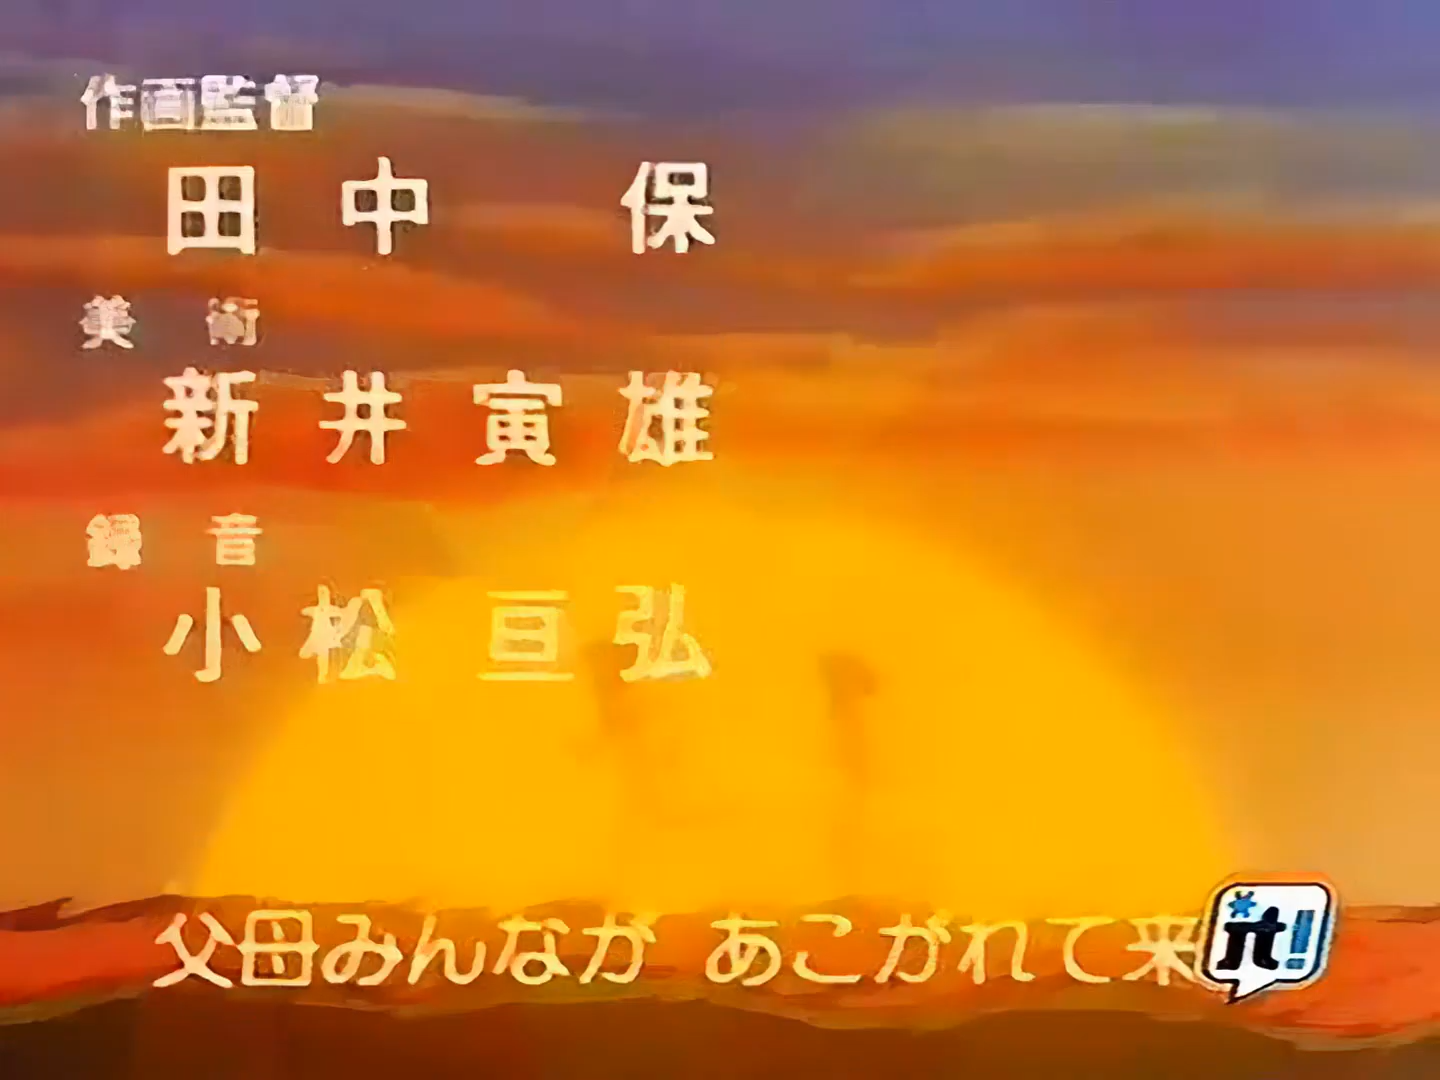 作画監督
田中 保
美術
新井寅雄
録音
小松亘弘
父母みんなが あこがれて来
it!